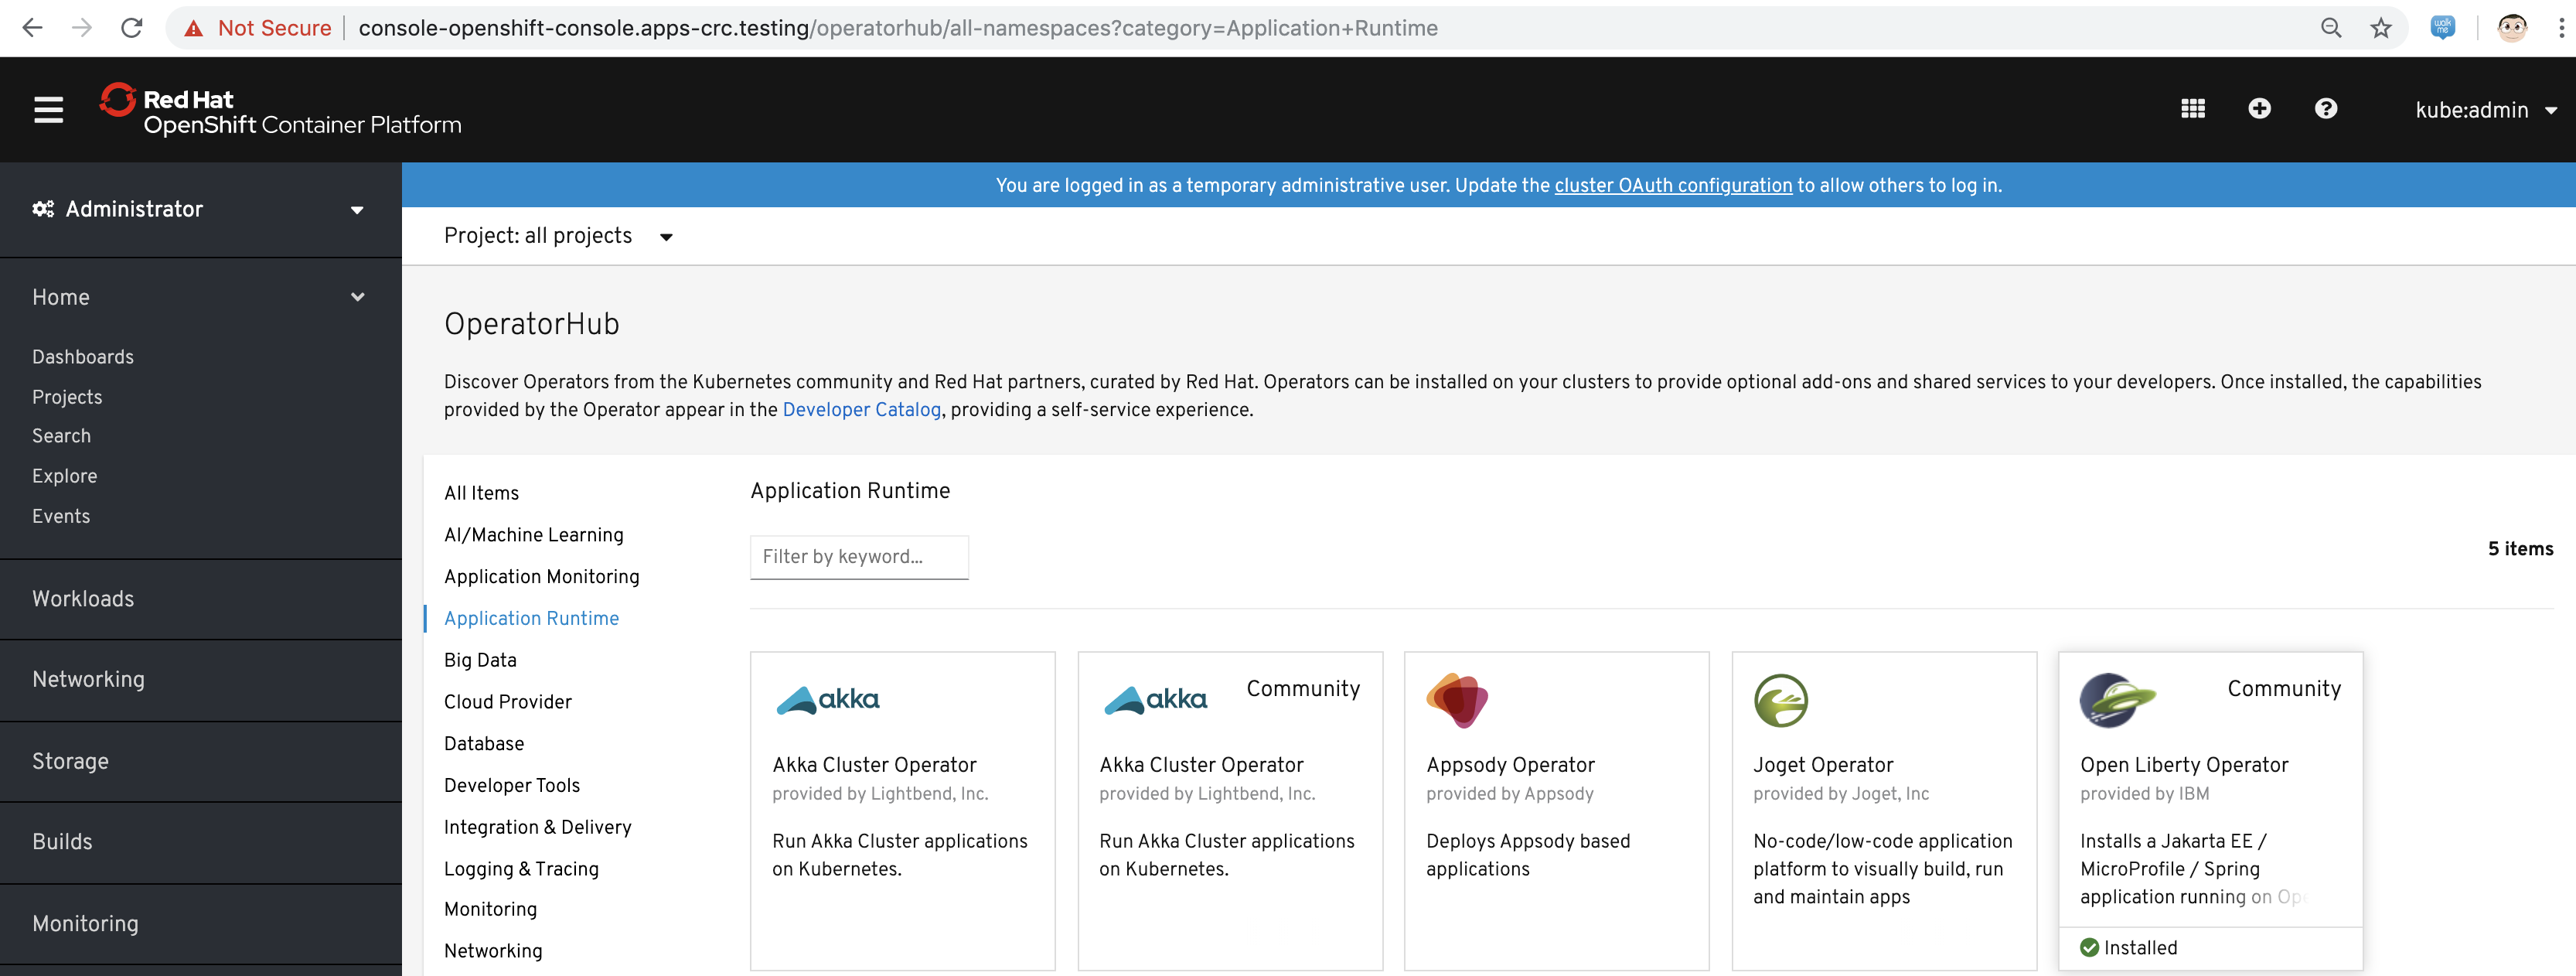 Not Secure
console-openshift-console.apps-crc.testing/operatorhub/all-namespaces?category=Application+Runtime
walk me
Red Hat
OpenShift Container Platform
kube:admin
Administrator
You are logged in as a temporary administrative user. Update the cluster OAuth configuration to allow others to log in.
Project: all projects
Home
Dashboards
Projects
Search
Explore
Events
Workloads
Networking
Storage
Builds
Monitoring
OperatorHub
Discover Operators from the Kubernetes community and Red Hat partners, curated by Red Hat. Operators can be installed on your clusters to provide optional add-ons and shared services to your developers. Once installed, the capabilities
provided by the Operator appear in the Developer Catalog, providing a self-service experience.
All Items
AI/Machine Learning
Application Monitoring
Application Runtime
Big Data
Cloud Provider
Database
Developer Tools
Integration & Delivery
Logging & Tracing
Monitoring
Networking
Application Runtime
Filter by keyword...
5 items
akka
Akka Cluster Operator
provided by Lightbend, Inc.
Run Akka Cluster applications
on Kubernetes.
akka
Community
Akka Cluster Operator
provided by Lightbend, Inc.
Run Akka Cluster applications
on Kubernetes.
Appsody Operator
provided by Appsody
Deploys Appsody based
applications
Joget Operator
provided by Joget, Inc
No-code/low-code application
platform to visually build, run
and maintain apps
Community
Open Liberty Operator
provided by IBM
Installs a Jakarta EE /
MicroProfile / Spring
application running on Ope
Installed